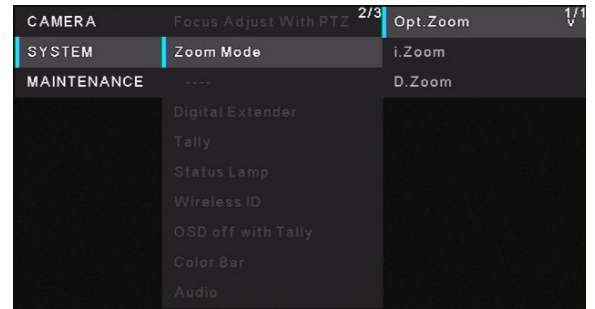 CAMERA
SYSTEM
MAINTENANCE
2/3
Focus Adjust With PTZ
Zoom Mode
----
Digital Extender
Tally
Status Lamp
Wireless ID
OSD off with Tally
Color Bar
Audio
1/1
Opt.Zoom
i.Zoom
D.Zoom